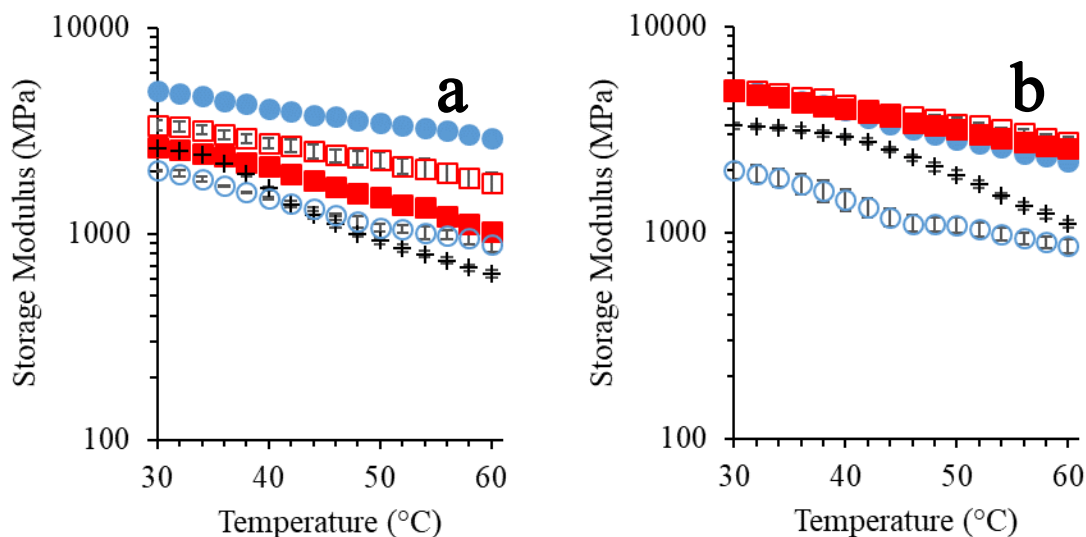 10000
1000
100
Storage Modulus (MPa)
a
30 40 50 60
Temperature (°C)
10000
1000
100
Storage Modulus (MPa)
b
30 40 50 60
Temperature (°C)